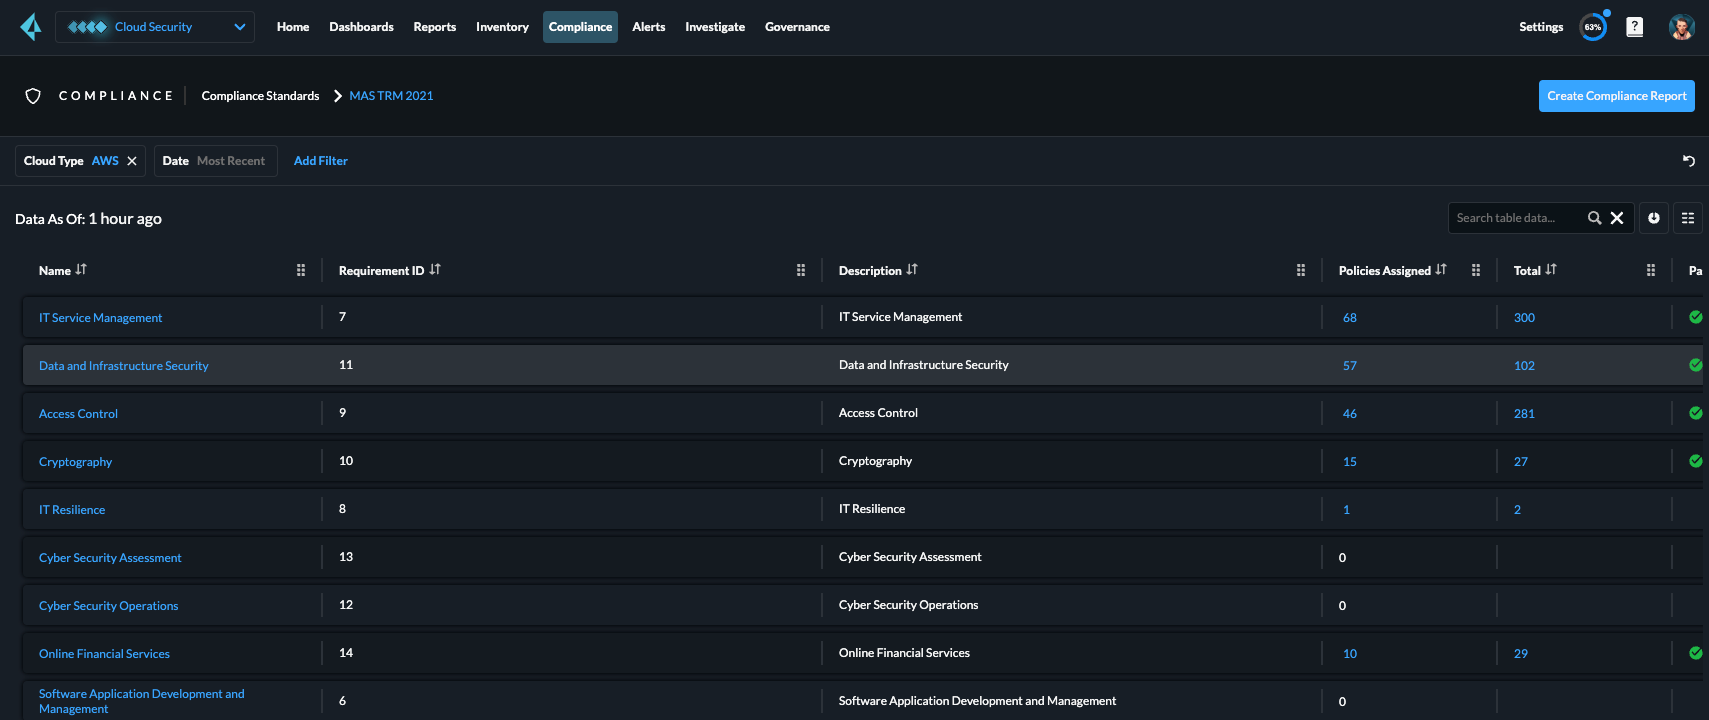 Cloud Security Home Dashboards Reports Inventory Compliance Alerts Investigate Governance Settings 63% ?
COMPLIANCE Compliance Standards MAS TRM 2021 Create Compliance Report
Cloud Type AWS Date Most Recent Add Filter
Data As Of: 1 hour ago Search table data...
Name Requirement ID Description Policies Assigned Total Pa
IT Service Management 7 IT Service Management 68 300
Data and Infrastructure Security 11 Data and Infrastructure Security 57 102
Access Control 9 Access Control 46 281
Cryptography 10 Cryptography 15 27
IT Resilience 8 IT Resilience 1 2
Cyber Security Assessment 13 Cyber Security Assessment 0
Cyber Security Operations 12 Cyber Security Operations 0
Online Financial Services 14 Online Financial Services 10 29
Software Application Development and
Management 6 Software Application Development and Management 0